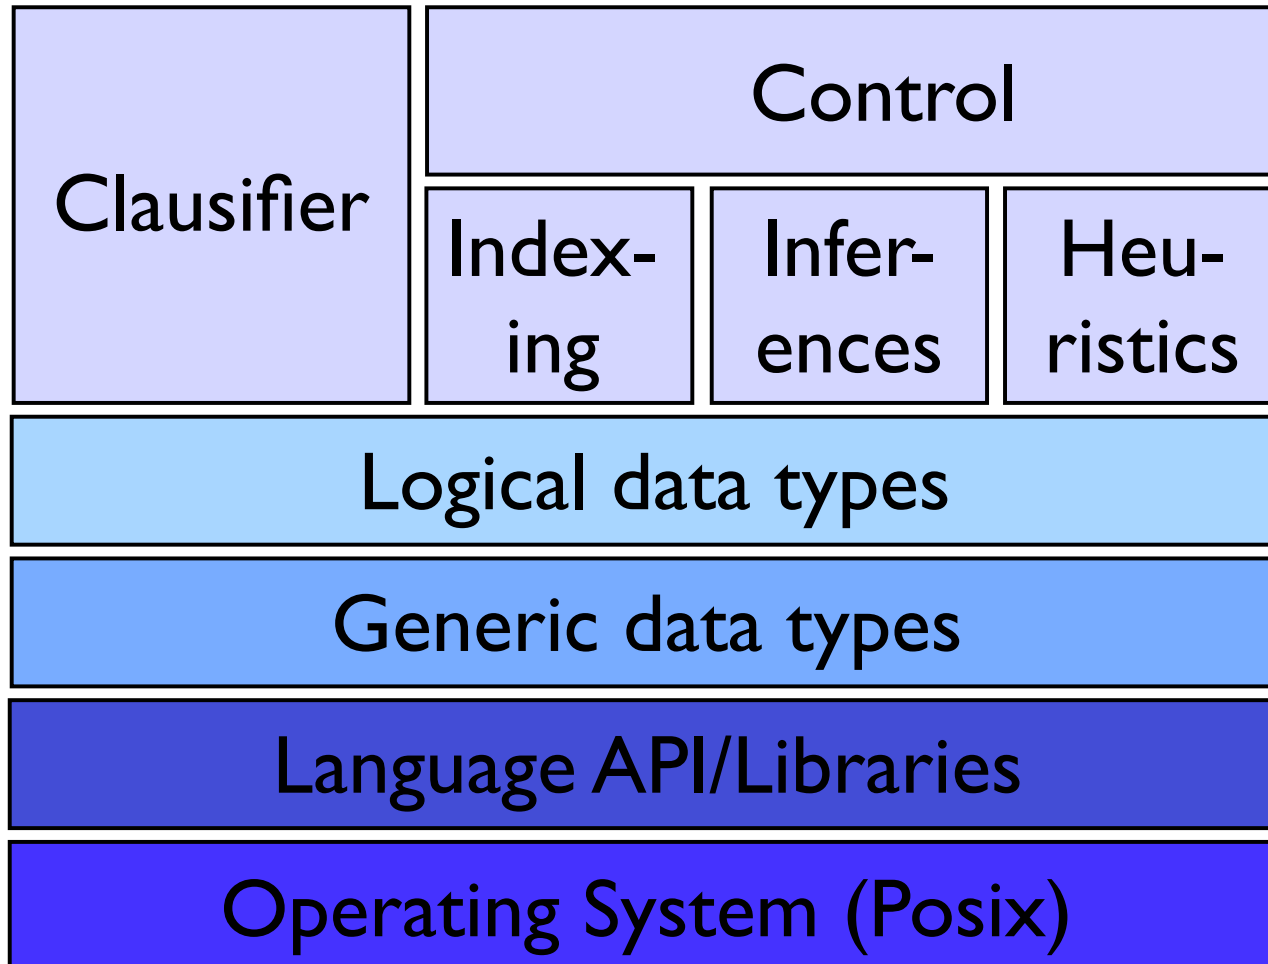 Control
Clausifier
Index-
ing
Infer-
ences
Heu-
ristics
Logical data types
Generic data types
Language API/Libraries
Operating System (Posix)